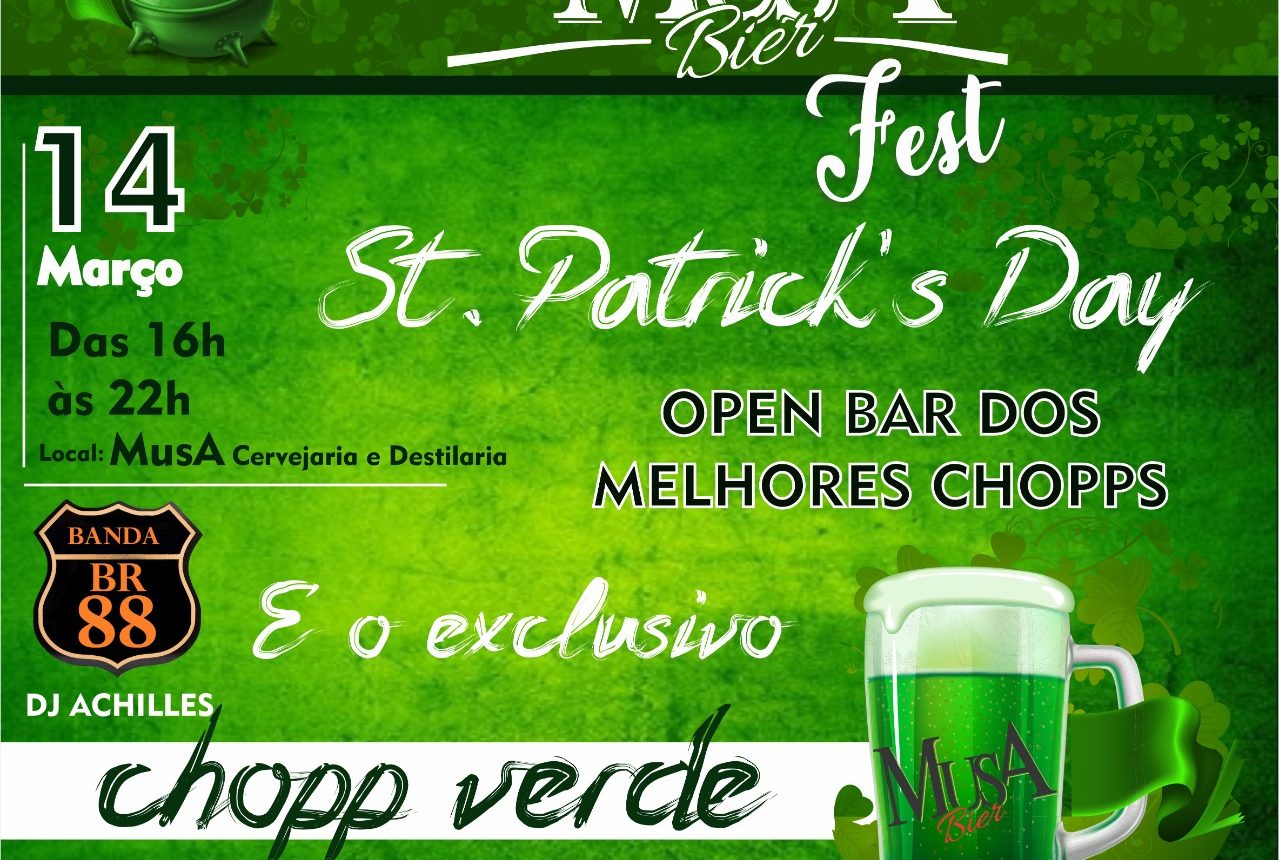 Bier
Fest
14
Março
Das 16h
às 22h
Local: MusA Cervejaria e Destilaria
St. Patrick's Day
OPEN BAR DOS
MELHORES CHOPPS
BANDA
BR
88
DJ ACHILLES
E o exclusivo
chopp verde
MusA
Bier